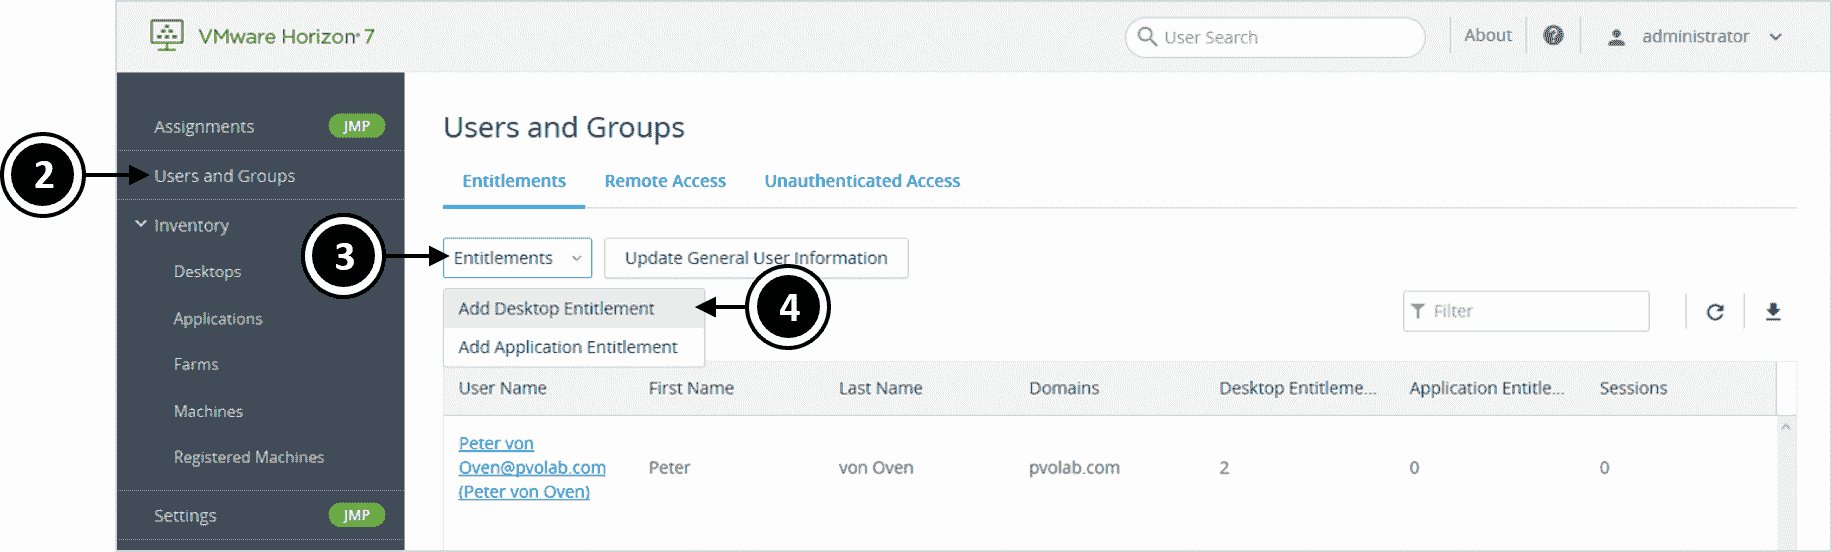 VMware Horizon® 7
User Search
About
administrator
Assignments
JMP
2
Users and Groups
Inventory
Desktops
Applications
Farms
Machines
Registered Machines
Settings
JMP
Users and Groups
Entitlements
Remote Access
Unauthenticated Access
3
Entitlements
Update General User Information
Add Desktop Entitlement
4
Add Application Entitlement
Filter
User Name
First Name
Last Name
Domains
Desktop Entitleme...
Application Entitle...
Sessions
Peter von
Oven@pvolab.com
(Peter von Oven)
Peter
von Oven
pvolab.com
2
0
0